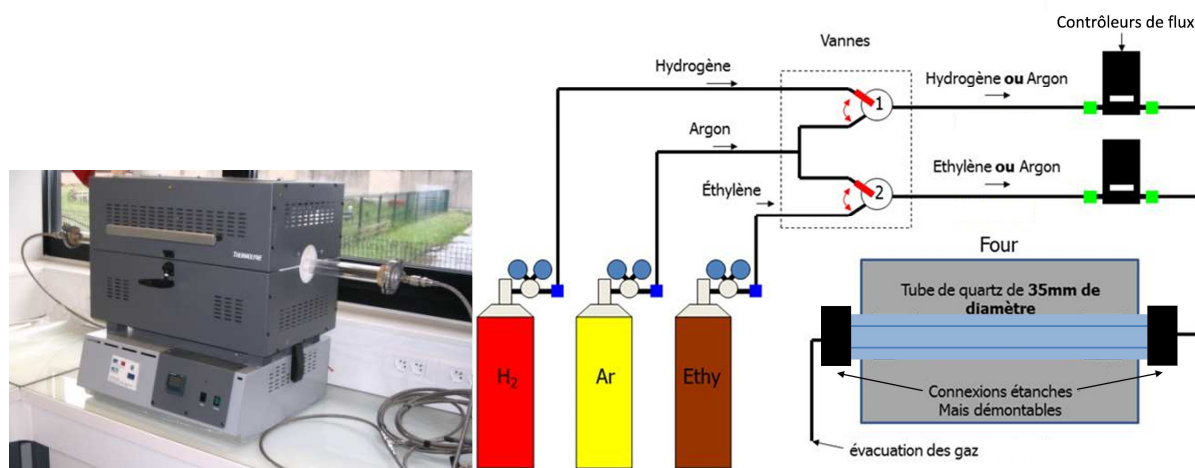 Contrôleurs de flux
Vannes
Hydrogène
1
Hydrogène ou Argon
Argon
Ethylène ou Argon
Éthylène
2
Four
Tube de quartz de 35mm de
diamètre
THERMOLYNE
H2
Ar
Ethy
Connexions étanches
Mais démontables
évacuation des gaz